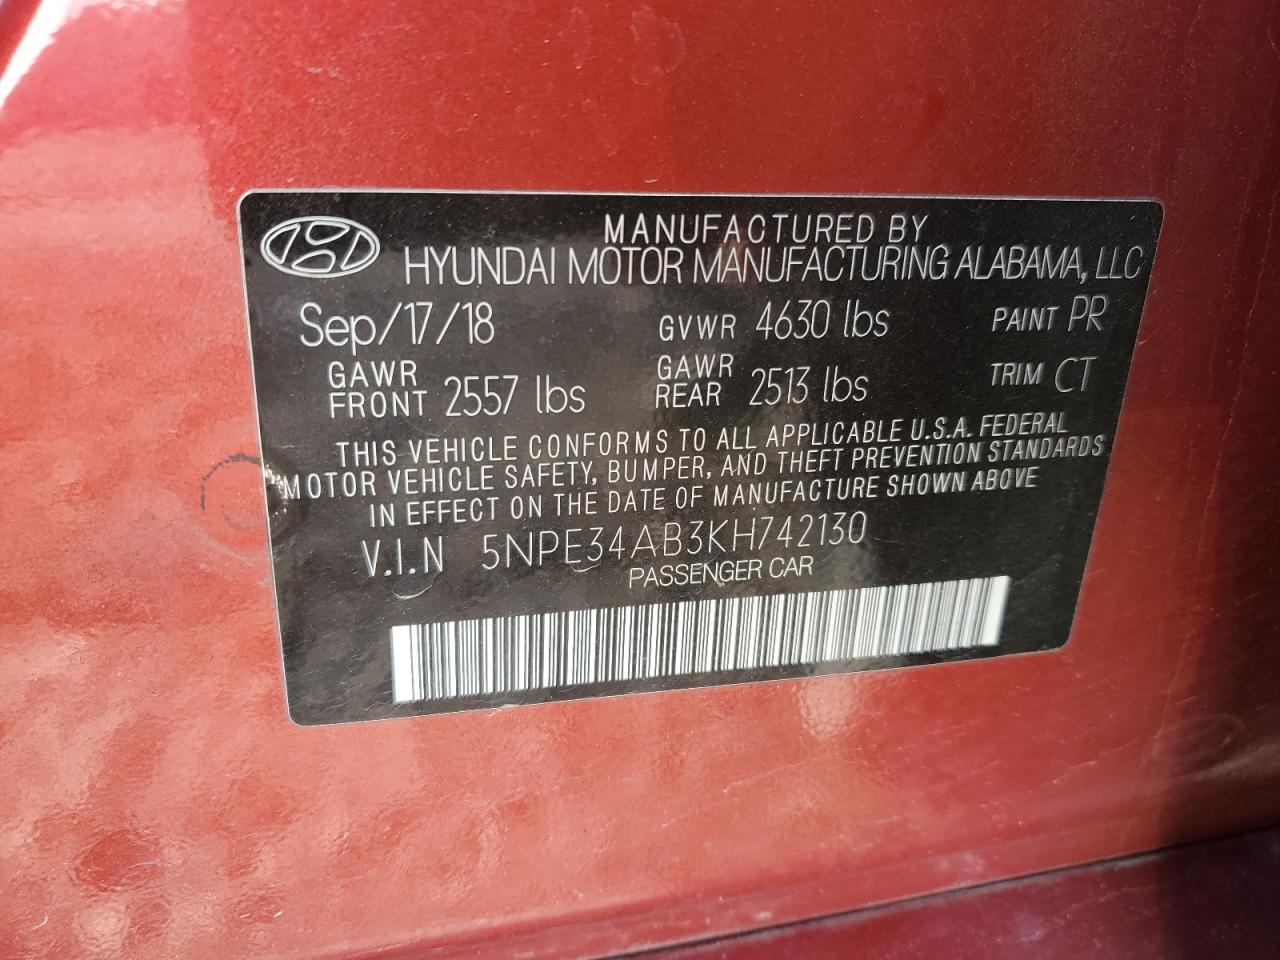 MANUFACTURED BY
HYUNDAI MOTOR MANUFACTURING ALABAMA, LLC
Sep/17/18 GVWR 4630 lbs PAINT PR
GAWR FRONT 2557 lbs GAWR REAR 2513 lbs TRIM CT
THIS VEHICLE CONFORMS TO ALL APPLICABLE U.S.A. FEDERAL
MOTOR VEHICLE SAFETY, BUMPER, AND THEFT PREVENTION STANDARDS
IN EFFECT ON THE DATE OF MANUFACTURE SHOWN ABOVE
V.I.N 5NPE34AB3KH742130
PASSENGER CAR